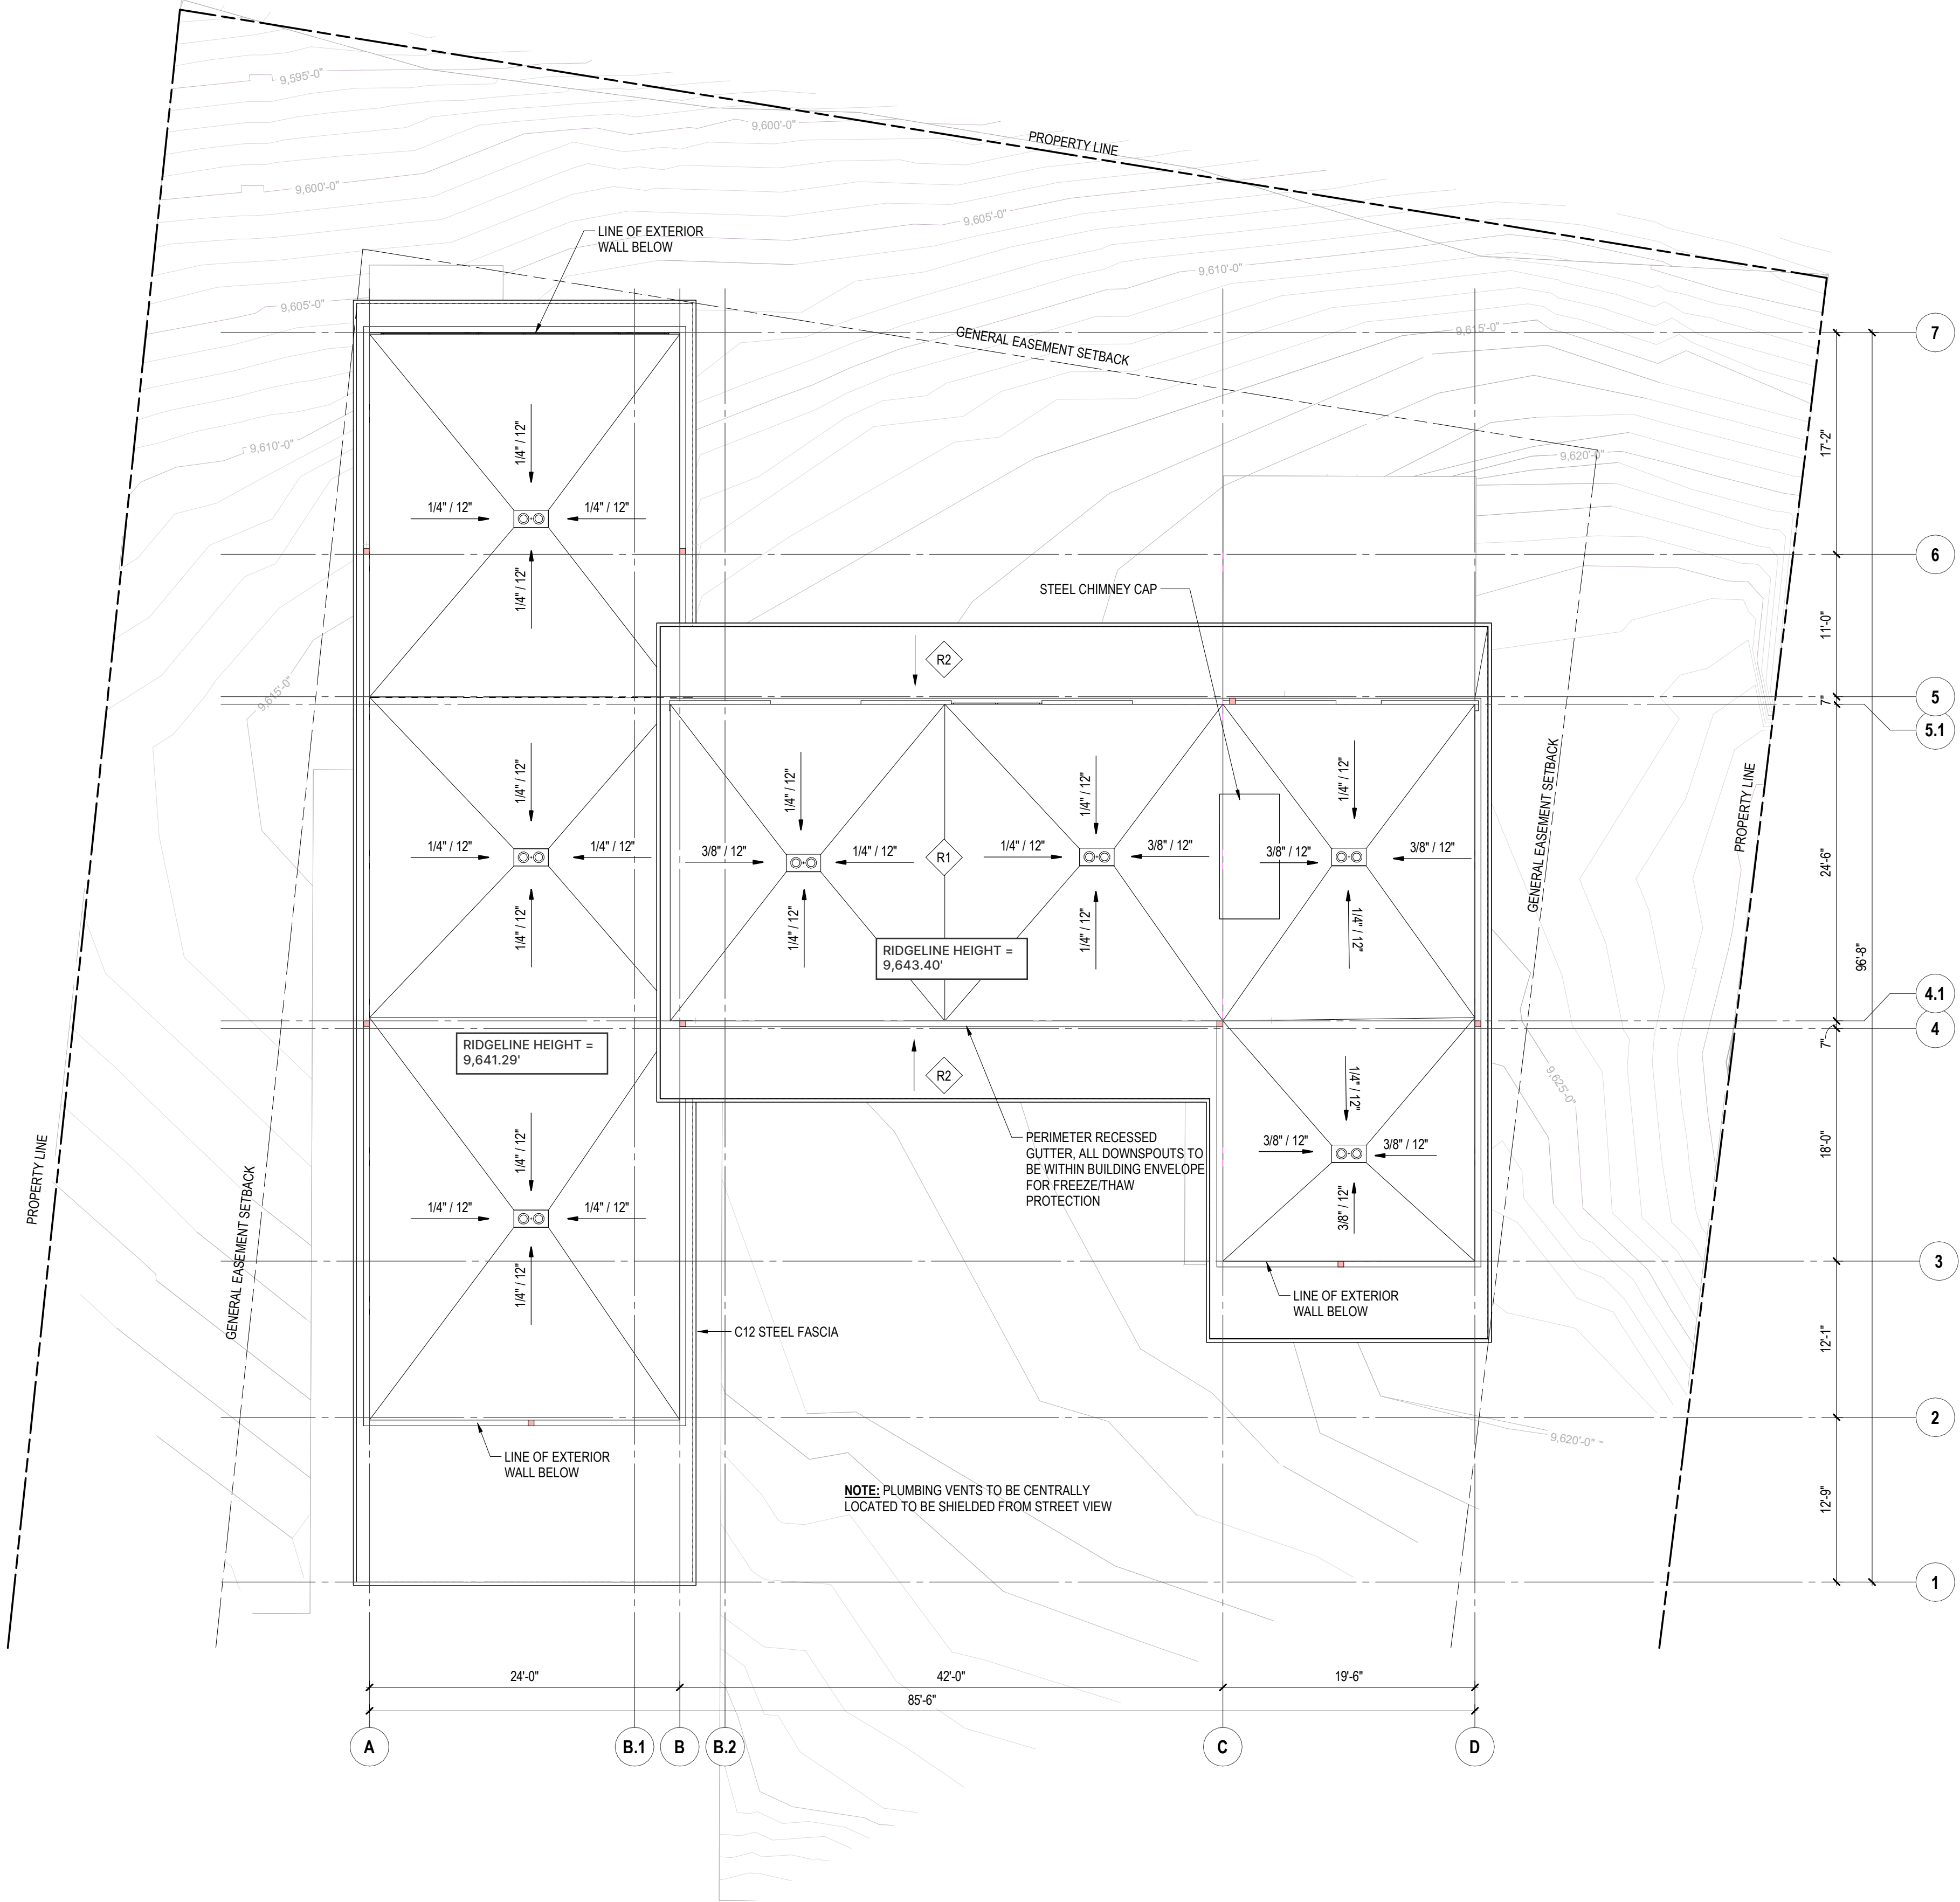 9,595'-0"
9,600'-0"
PROPERTY LINE
9,600'-0"
9,605'-0"
LINE OF EXTERIOR
WALL BELOW
9,610'-0"
9,605'-0"
GENERAL EASEMENT SETBACK
9,615'-0"
7
17'-2"
9,610'-0"
9,620'-0"
1/4" / 12"
1/4" / 12"
1/4" / 12"
1/4" / 12"
6
STEEL CHIMNEY CAP
11'-0"
R2
9,615'-0"
5
7"
5.1
1/4" / 12"
1/4" / 12"
1/4" / 12"
1/4" / 12"
1/4" / 12"
3/8" / 12"
1/4" / 12"
1/4" / 12"
R1
1/4" / 12"
1/4" / 12"
3/8" / 12"
1/4" / 12"
1/4" / 12"
3/8" / 12"
3/8" / 12"
1/4" / 12"
GENERAL EASEMENT SETBACK
PROPERTY LINE
24'-6"
96'-8"
RIDGELINE HEIGHT =
9,643.40'
4.1
4
7"
RIDGELINE HEIGHT =
9,641.29'
R2
9,625'-0"
PROPERTY LINE
GENERAL EASEMENT SETBACK
1/4" / 12"
1/4" / 12"
1/4" / 12"
1/4" / 12"
PERIMETER RECESSED
GUTTER, ALL DOWNSPOUTS TO
BE WITHIN BUILDING ENVELOPE
FOR FREEZE/THAW
PROTECTION
1/4" / 12"
3/8" / 12"
3/8" / 12"
3/8" / 12"
18'-0"
3
LINE OF EXTERIOR
WALL BELOW
C12 STEEL FASCIA
12'-1"
2
9,620'-0"
LINE OF EXTERIOR
WALL BELOW
NOTE: PLUMBING VENTS TO BE CENTRALLY
LOCATED TO BE SHIELDED FROM STREET VIEW
12'-9"
1
24'-0"
42'-0"
19'-6"
85'-6"
A
B.1
B
B.2
C
D